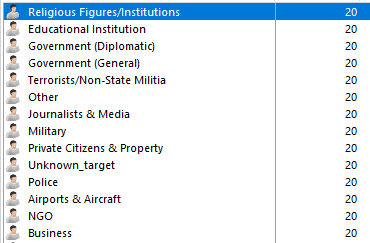 Religious Figures/Institutions 20
Educational Institution 20
Government (Diplomatic) 20
Government (General) 20
Terrorists/Non-State Militia 20
Other 20
Journalists & Media 20
Military 20
Private Citizens & Property 20
Unknown_target 20
Police 20
Airports & Aircraft 20
NGO 20
Business 20